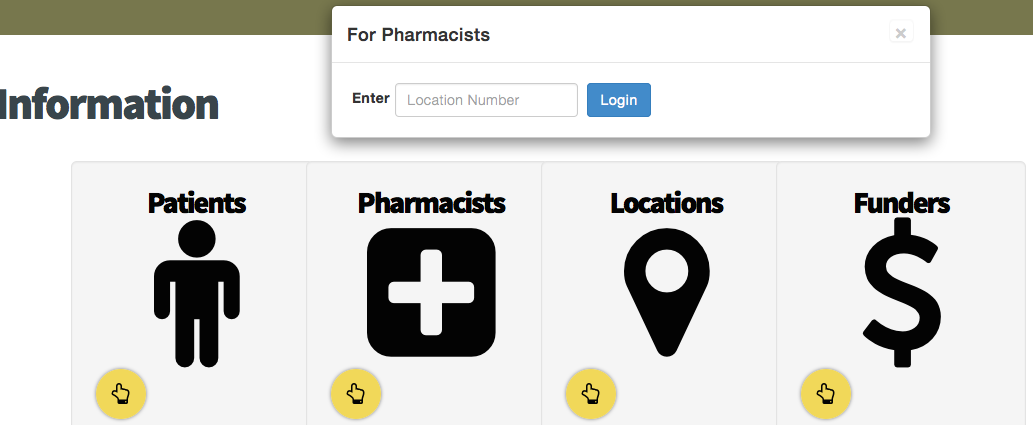 For Pharmacists
×
Enter Location Number Login
Information
Patients Pharmacists Locations Funders